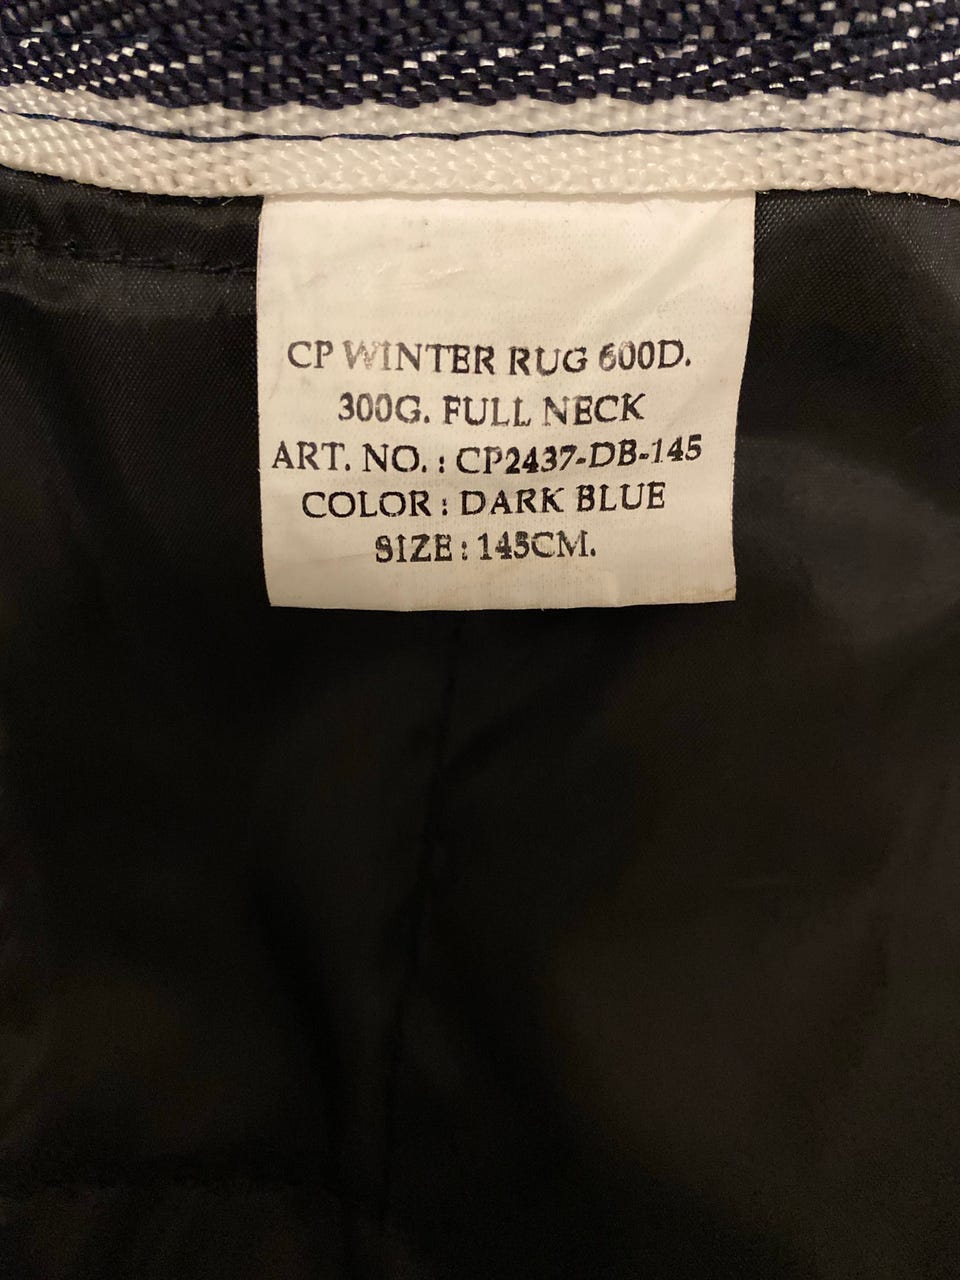 CP WINTER RUG 600D.
300G. FULL NECK
ART. NO. : CP2437-DB-145
COLOR : DARK BLUE
SIZE : 145CM.